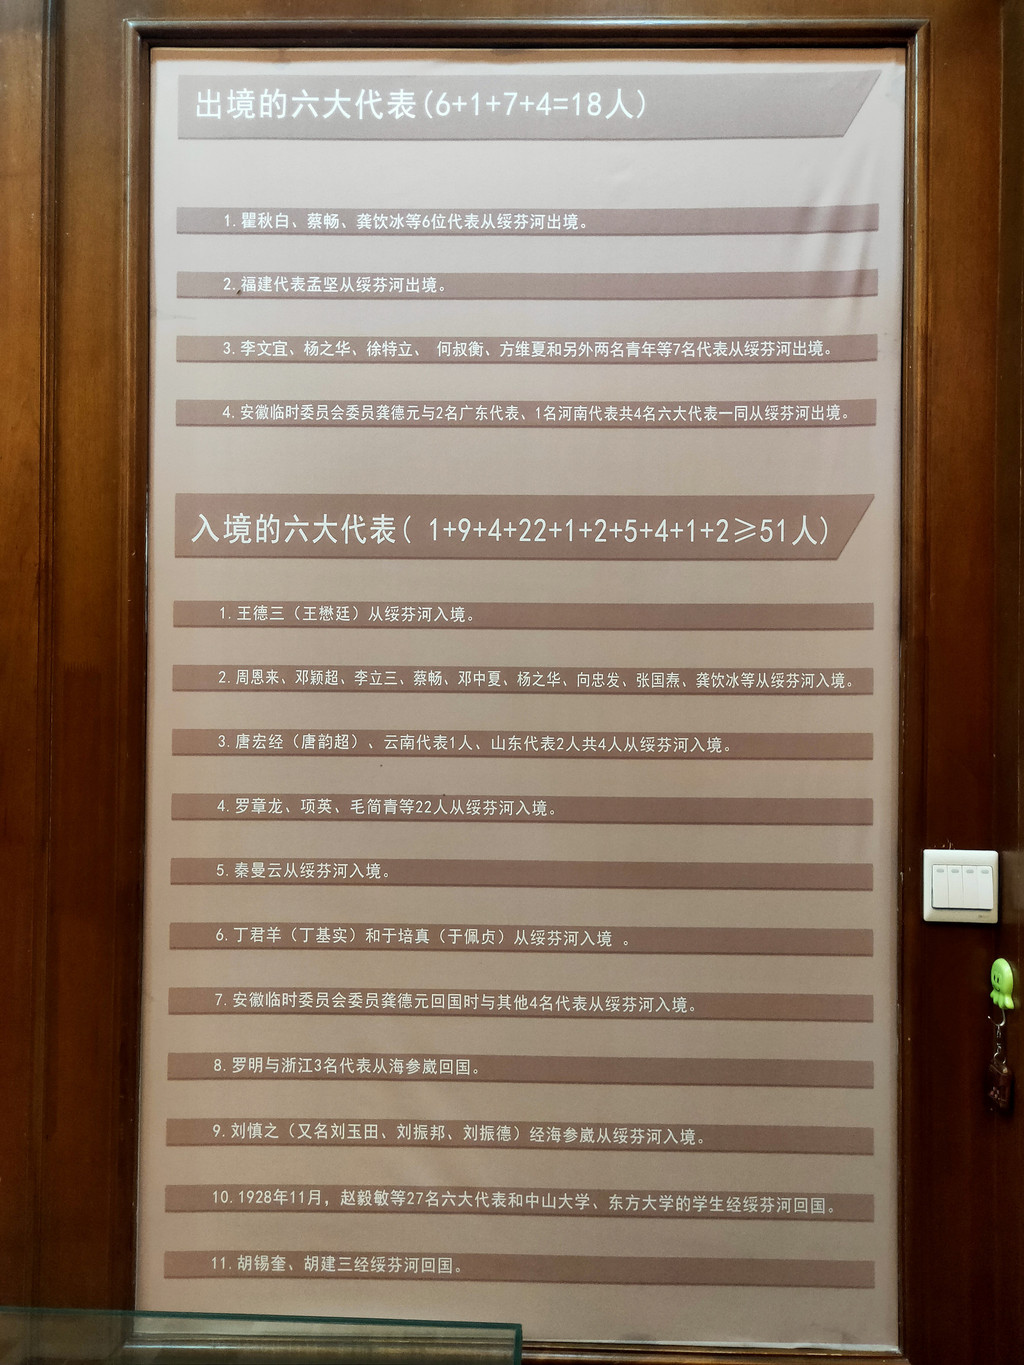 出境的六大代表(6+1+7+4=18人)
1.瞿秋白、蔡畅、龚饮冰等6位代表从绥芬河出境。
2.福建代表孟坚从绥芬河出境。
3.李文宜、杨之华、徐特立、 何叔衡、方维夏和另外两名青年等7名代表从绥芬河出境。
4.安徽临时委员会委员龚德元与2名广东代表、1名河南代表共4名六大代表一同从绥芬河出境。
入境的六大代表( 1+9+4+22+1+2+5+4+1+2≥51人)
1.王德三（王懋廷）从绥芬河入境。
2.周恩来、邓颖超、李立三、蔡畅、邓中夏、杨之华、向忠发、张国焘、龚饮冰等从绥芬河入境。
3.唐宏经（唐韵超）、云南代表1人、山东代表2人共4人从绥芬河入境。
4.罗章龙、项英、毛简青等22人从绥芬河入境。
5.秦曼云从绥芬河入境。
6.丁君羊（丁基实）和于培真（于佩贞）从绥芬河入境 。
7.安徽临时委员会委员龚德元回国时与其他4名代表从绥芬河入境。
8.罗明与浙江3名代表从海参崴回国。
9.刘慎之（又名刘玉田、刘振邦、刘振德）经海参崴从绥芬河入境。
10.1928年11月，赵毅敏等27名六大代表和中山大学、东方大学的学生经绥芬河回国。
11.胡锡奎、胡建三经绥芬河回国。